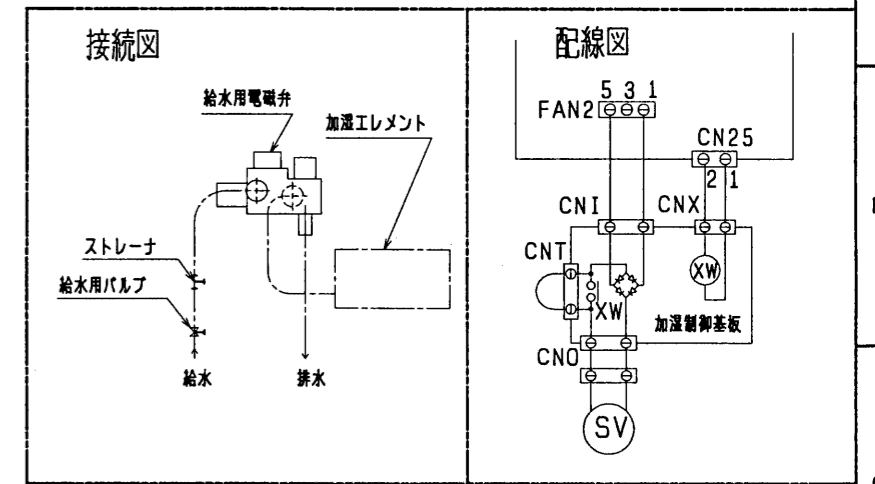 接続図
給水用電磁弁
加湿エレメント
ストレーナ
給水用バルブ
給水
排水
配線図
5 3 1
FAN2
CN25
2 1
CNI
CNX
CNT
XW
XW
加湿制御基板
CNO
SV